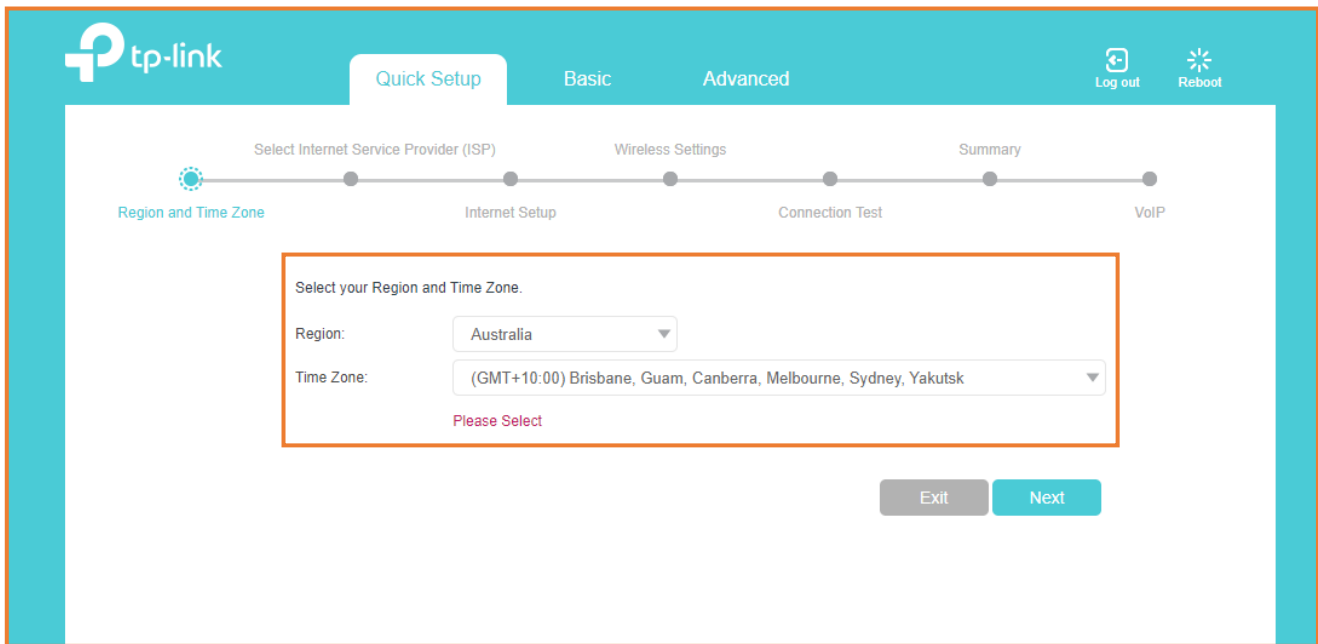 tp-link
Quick Setup Basic Advanced
Log out Reboot
Select Internet Service Provider (ISP) Wireless Settings Summary
Region and Time Zone Internet Setup Connection Test VoIP
Select your Region and Time Zone.
Region: Australia
Time Zone: (GMT+10:00) Brisbane, Guam, Canberra, Melbourne, Sydney, Yakutsk
Please Select
Exit Next